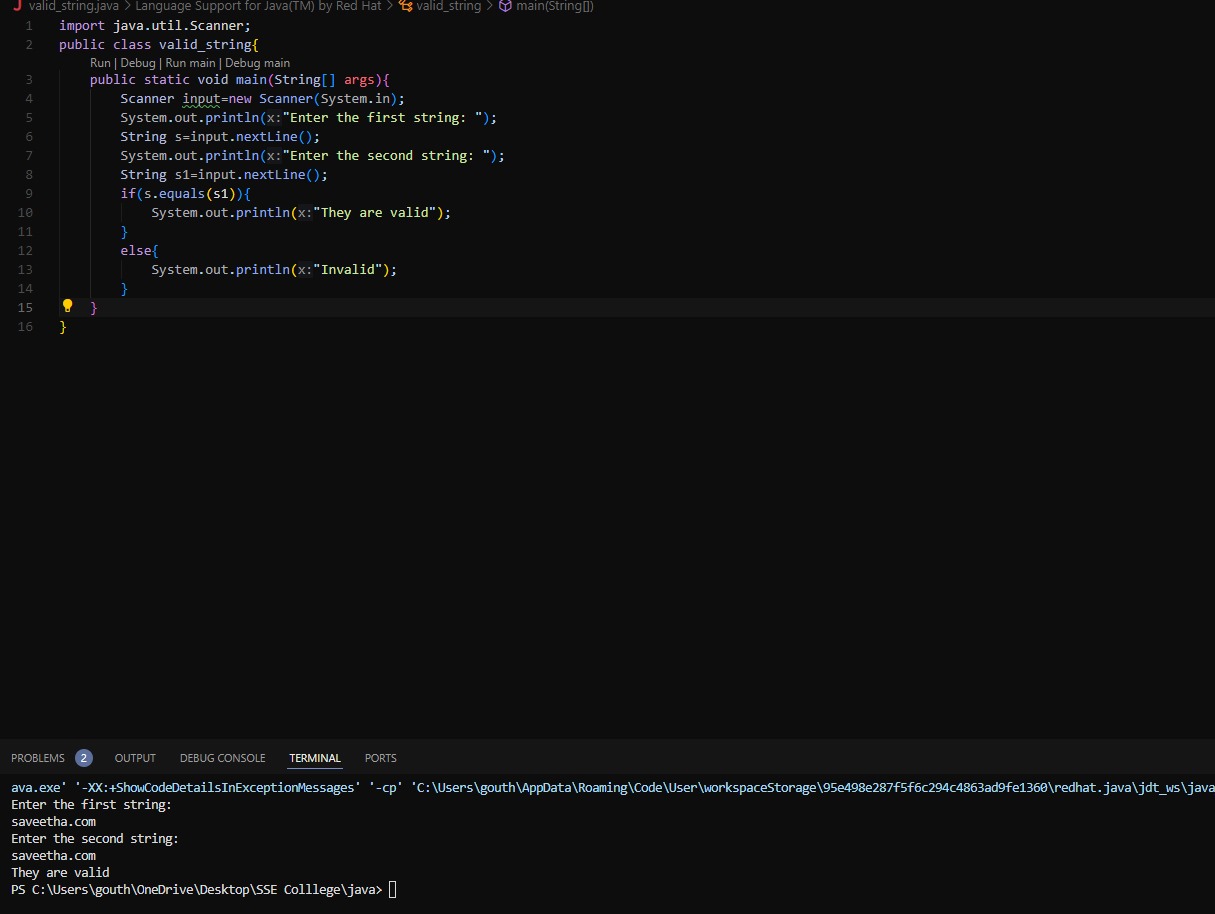 valid_string.java > Language Support for Java(TM) by Red Hat > valid_string > main(String[])
1 import java.util.Scanner;
2 public class valid_string{
Run | Debug | Run main | Debug main
3 public static void main(String[] args){
4 Scanner input=new Scanner(System.in);
5 System.out.println(x:"Enter the first string: ");
6 String s=input.nextLine();
7 System.out.println(x:"Enter the second string: ");
8 String s1=input.nextLine();
9 if(s.equals(s1)){
10 System.out.println(x:"They are valid");
11 }
12 else{
13 System.out.println(x:"Invalid");
14 }
15 }
16 }
PROBLEMS 2 OUTPUT DEBUG CONSOLE TERMINAL PORTS
ava.exe' '-XX:+ShowCodeDetailsInExceptionMessages' '-cp' 'C:\Users\gouth\AppData\Roaming\Code\User\workspaceStorage\95e498e287f5f6c294c4863ad9fe1360\redhat.java\jdt_ws\java
Enter the first string:
saveetha.com
Enter the second string:
saveetha.com
They are valid
PS C:\Users\gouth\OneDrive\Desktop\SSE Colllege\java>